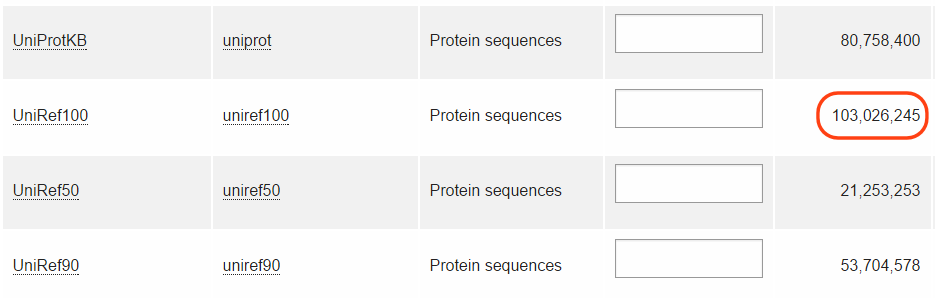 UniProtKB uniprot Protein sequences 80,758,400
UniRef100 uniref100 Protein sequences 103,026,245
UniRef50 uniref50 Protein sequences 21,253,253
UniRef90 uniref90 Protein sequences 53,704,578